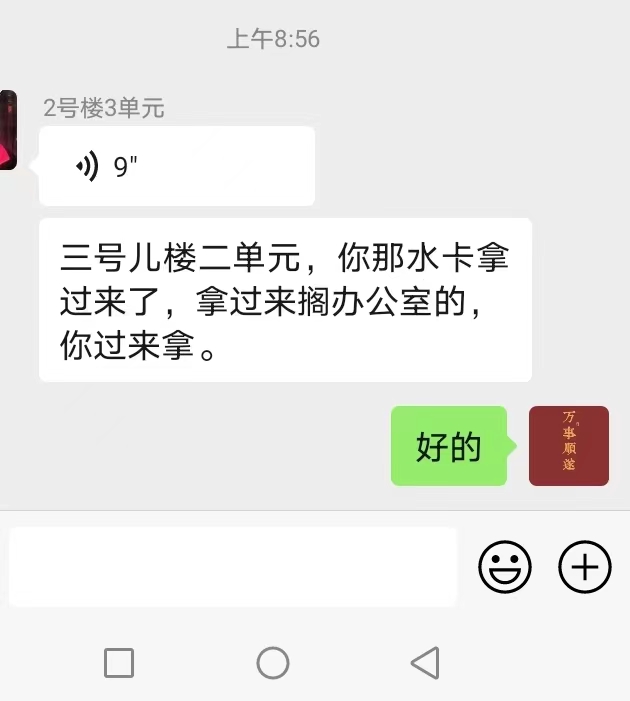 上午8:56
2号楼3单元
9"
三号儿楼二单元，你那水卡拿
过来了，拿过来搁办公室的，
你过来拿。
好的
万事顺遂